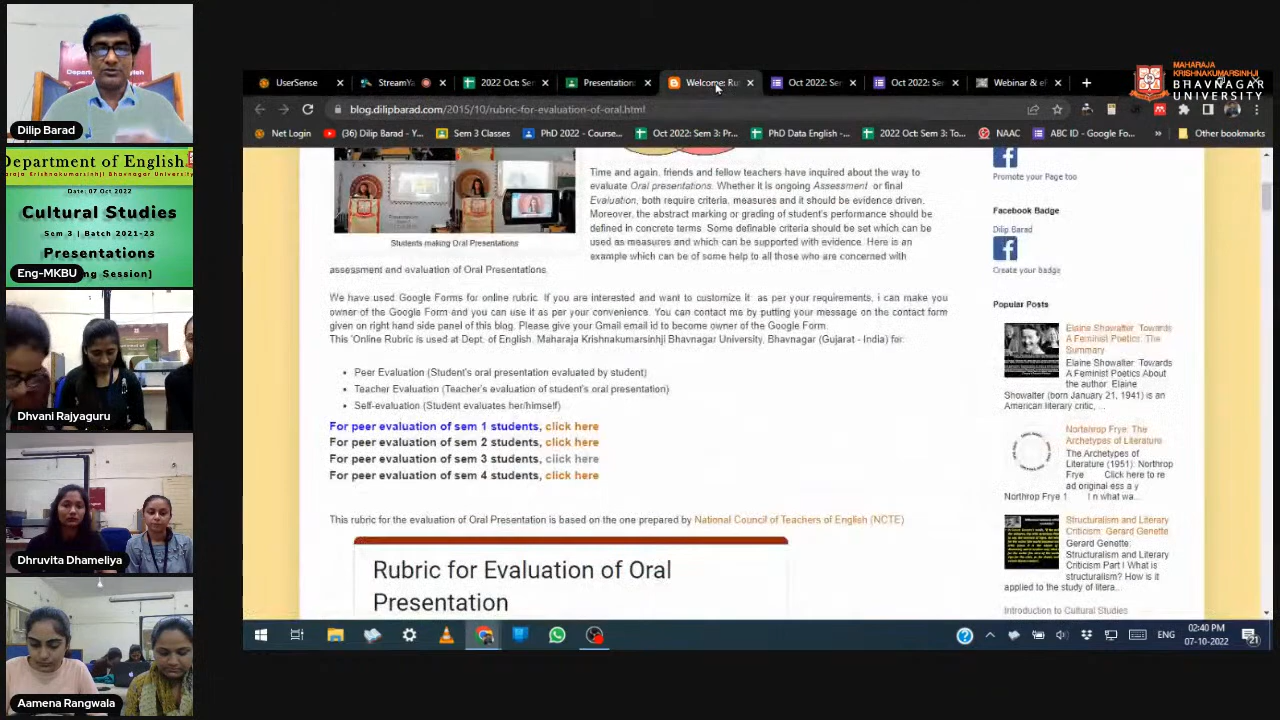 Dilip Barad
Department of English
Date: 07 Oct 2022
Cultural Studies
Sem 3 | Batch 2021-23
Presentations
Eng-MKBU
ng Session]
Dhvani Rajyaguru
Dhruvita Dhameliya
Aamena Rangwala
UserSense
StreamYa
2022 Oct: Sem
Presentation
Welcome: Ru
Oct 2022: Se
Oct 2022: Se
Webinar & e
MAHARAJA
KRISHNAKUMARSINHJI
BHAVNAGAR
UNIVERSITY
blog.dilipbarad.com/2015/10/rubric-for-evaluation-of-oral.html
Net Login
(36) Dilip Barad - Y...
Sem 3 Classes
PhD 2022 - Course...
Oct 2022: Sem 3: Pr...
PhD Data English -...
2022 Oct: Sem 3: To...
NAAC
ABC ID - Google Fo...
»
Other bookmarks
Students making Oral Presentations
Time and again, friends and fellow teachers have inquired about the way to
evaluate Oral presentations. Whether it is ongoing Assessment or final
Evaluation, both require criteria, measures and it should be evidence driven.
Moreover, the abstract marking or grading of student's performance should be
defined in concrete terms. Some definable criteria should be set which can be
used as measures and which can be supported with evidence. Here is an
example which can be of some help to all those who are concerned with
assessment and evaluation of Oral Presentations.
We have used Google Forms for online rubric. If you are interested and want to customize it as per your requirements, i can make you
owner of the Google Form and you can use it as per your convenience. You can contact me by putting your message on the contact form
given on right hand side panel of this blog. Please give your Gmail email id to become owner of the Google Form.
This 'Online Rubric is used at Dept. of English, Maharaja Krishnakumarsinhji Bhavnagar University, Bhavnagar (Gujarat - India) for:
Peer Evaluation (Student's oral presentation evaluated by student)
Teacher Evaluation (Teacher's evaluation of student's oral presentation)
Self-evaluation (Student evaluates her/himself)
For peer evaluation of sem 1 students, click here
For peer evaluation of sem 2 students, click here
For peer evaluation of sem 3 students, click here
For peer evaluation of sem 4 students, click here
This rubric for the evaluation of Oral Presentation is based on the one prepared by National Council of Teachers of English (NCTE)
Rubric for Evaluation of Oral
Presentation
Promote your Page too
Facebook Badge
Dilip Barad
Create your badge
Popular Posts
Elaine Showalter: Towards
A Feminist Poetics: The
Summary
Elaine Showalter: Towards
A Feminist Poetics About
the author: Elaine
Showalter (born January 21, 1941) is an
American literary critic, ...
Northrop Frye: The
Archetypes of Literature
The Archetypes of
Literature (1951): Northrop
Frye Click here to re
ad original ess a y
Northrop Frye 1 I n what wa...
Structuralism and Literary
Criticism: Gerard Genette
Gerard Genette:
Structuralism and Literary
Criticism Part I What is
structuralism? How is it
applied to the study of litera...
Introduction to Cultural Studies
ENG
02:40 PM
07-10-2022
21